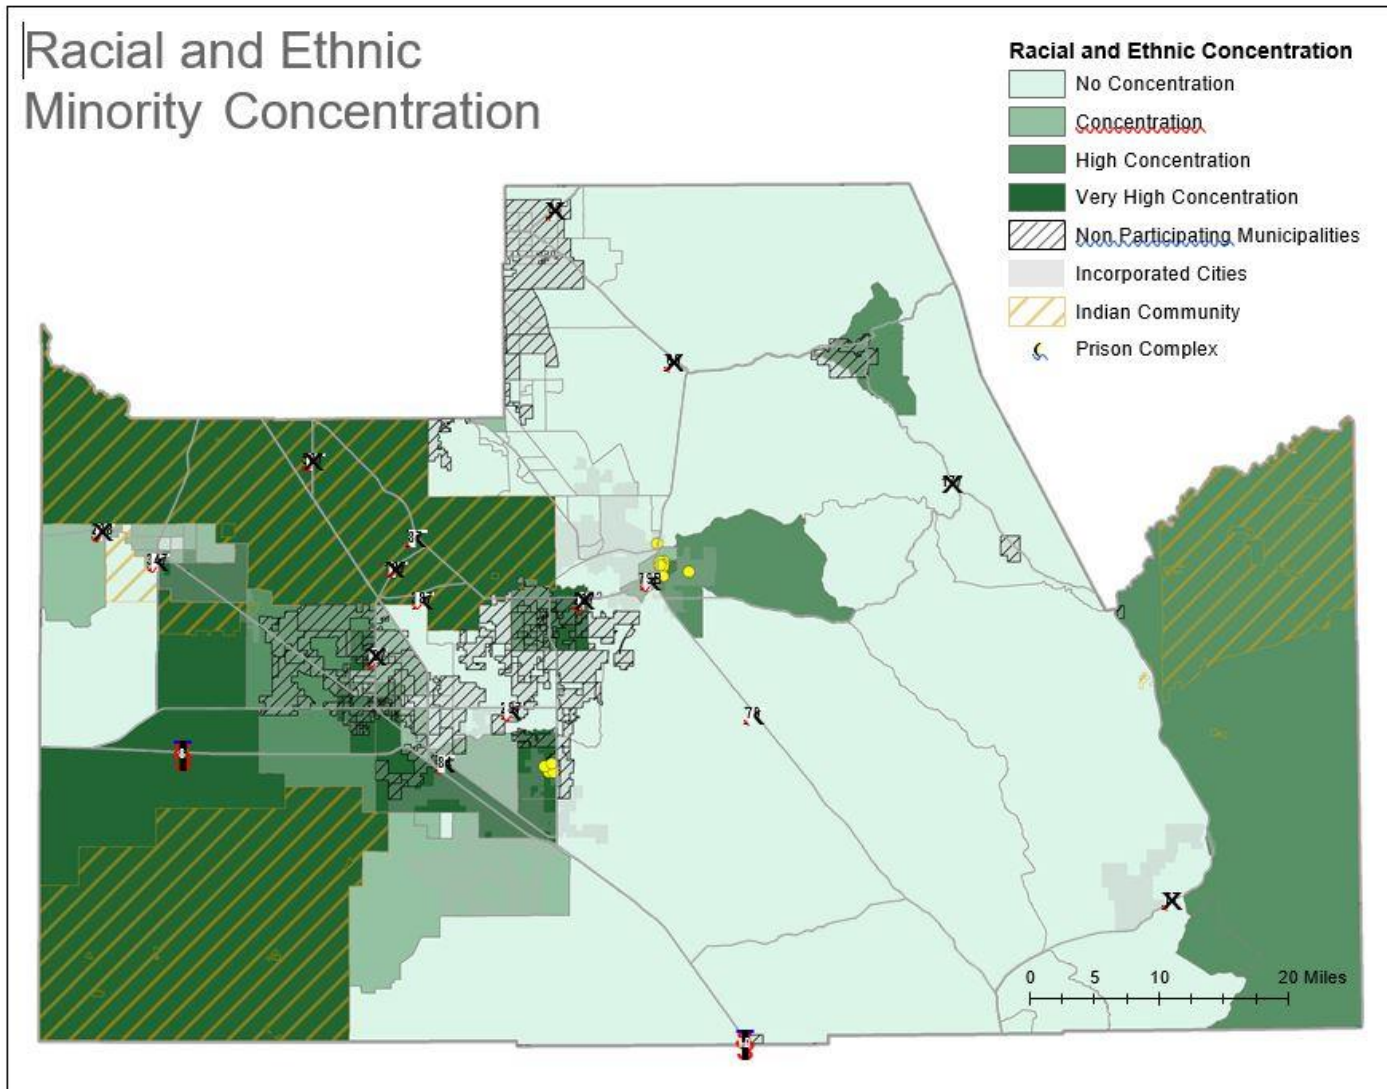 Racial and Ethnic
Minority Concentration
Racial and Ethnic Concentration
No Concentration
Concentration
High Concentration
Very High Concentration
Non Participating Municipalities
Incorporated Cities
Indian Community
Prison Complex
0 5 10 20 Miles